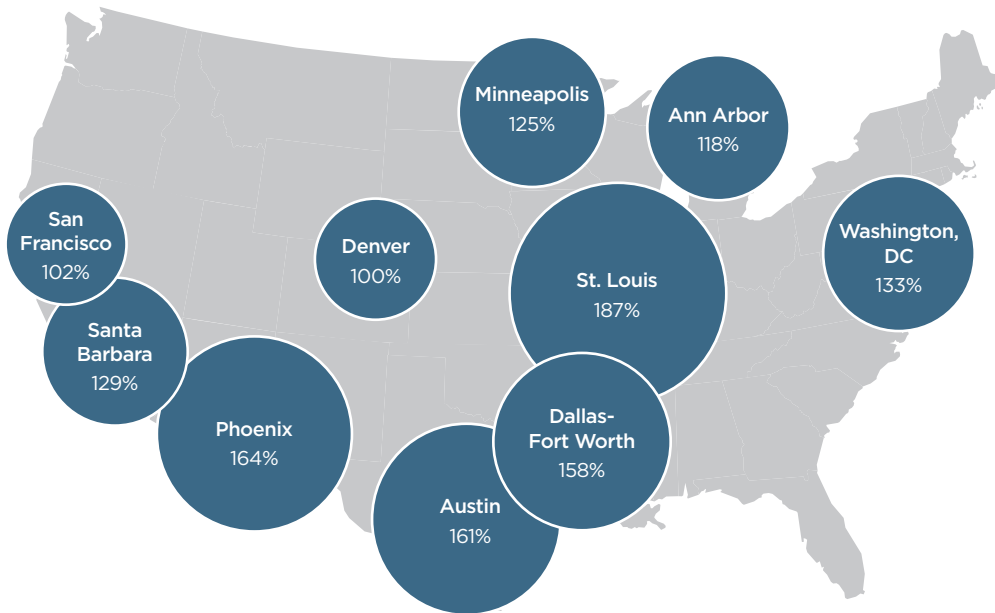 Minneapolis
125%
Ann Arbor
118%
San
Francisco
102%
Denver
100%
St. Louis
187%
Washington,
DC
133%
Santa
Barbara
129%
Phoenix
164%
Dallas-
Fort Worth
158%
Austin
161%